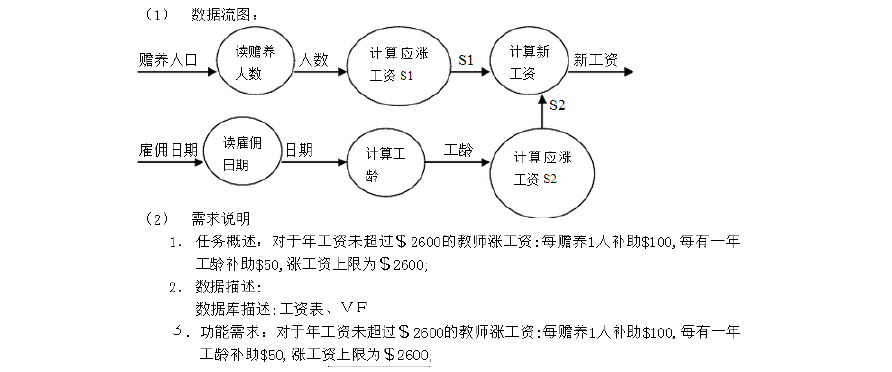 (1) 数据流图:
赡养人口 读赡养 人数 计算应涨 S1 计算新 新工资
人数 工资 S1 工资
S2
雇佣日期 读雇佣 日期 计算工 工龄 计算应涨
日期 龄 工资 S2
(2) 需求说明
1. 任务概述:对于年工资未超过＄2600的教师涨工资:每赡养1人补助$100,每有一年
工龄补助$50,涨工资上限为＄2600;
2. 数据描述:
数据库描述:工资表、ＶＦ
3. 功能需求:对于年工资未超过＄2600的教师涨工资:每赡养1人补助$100,每有一年
工龄补助$50,涨工资上限为＄2600;